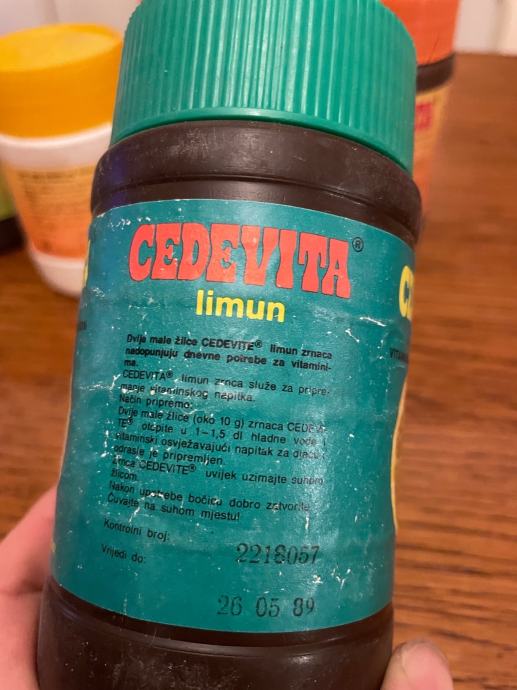 CEDEVITA®
limun
Dvije male žlice CEDEVITE® limun zrnaca
nadopunjuju dnevne potrebe za vitamini-
ma.
CEDEVITA® limun zrnca služe za pripre-
manje vitaminskog napitka.
Način pripreme:
Dvije male žlice (oko 10 g) zrnaca CEDEVI-
TE® otopite u 1–1,5 dl hladne vode i
vitaminski osvježavajući napitak za djecu i
odrasle je pripremljen.
zrnca CEDEVITE® uvijek uzimajte suhom
žlicom.
Nakon upotrebe bočicu dobro zatvorite.
Čuvajte na suhom mjestu!
Kontrolni broj: 2218057
Vrijedi do: 26 05 89